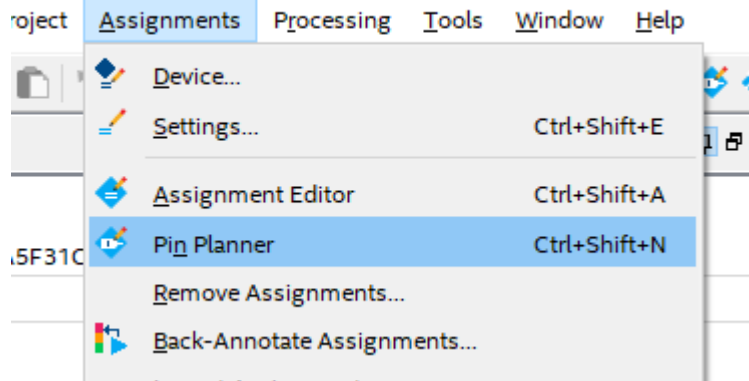 roject Assignments Processing Tools Window Help
Device...
Settings... Ctrl+Shift+E
Assignment Editor Ctrl+Shift+A
5F31C Pin Planner Ctrl+Shift+N
Remove Assignments...
Back-Annotate Assignments...